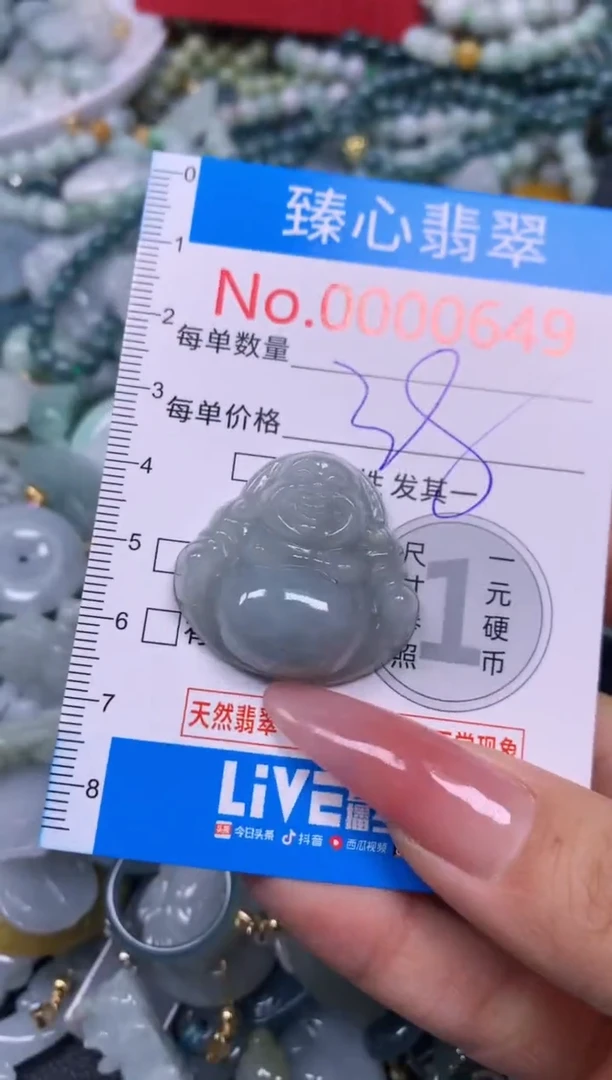 0
臻心翡翠
1
No.0000649
2
每单数量
38
3
每单价格
4
发其一
5
尺寸
照
一元硬币
1
6
7
天然翡翠
现象
8
LiVE
今日头条 抖音 西瓜视频